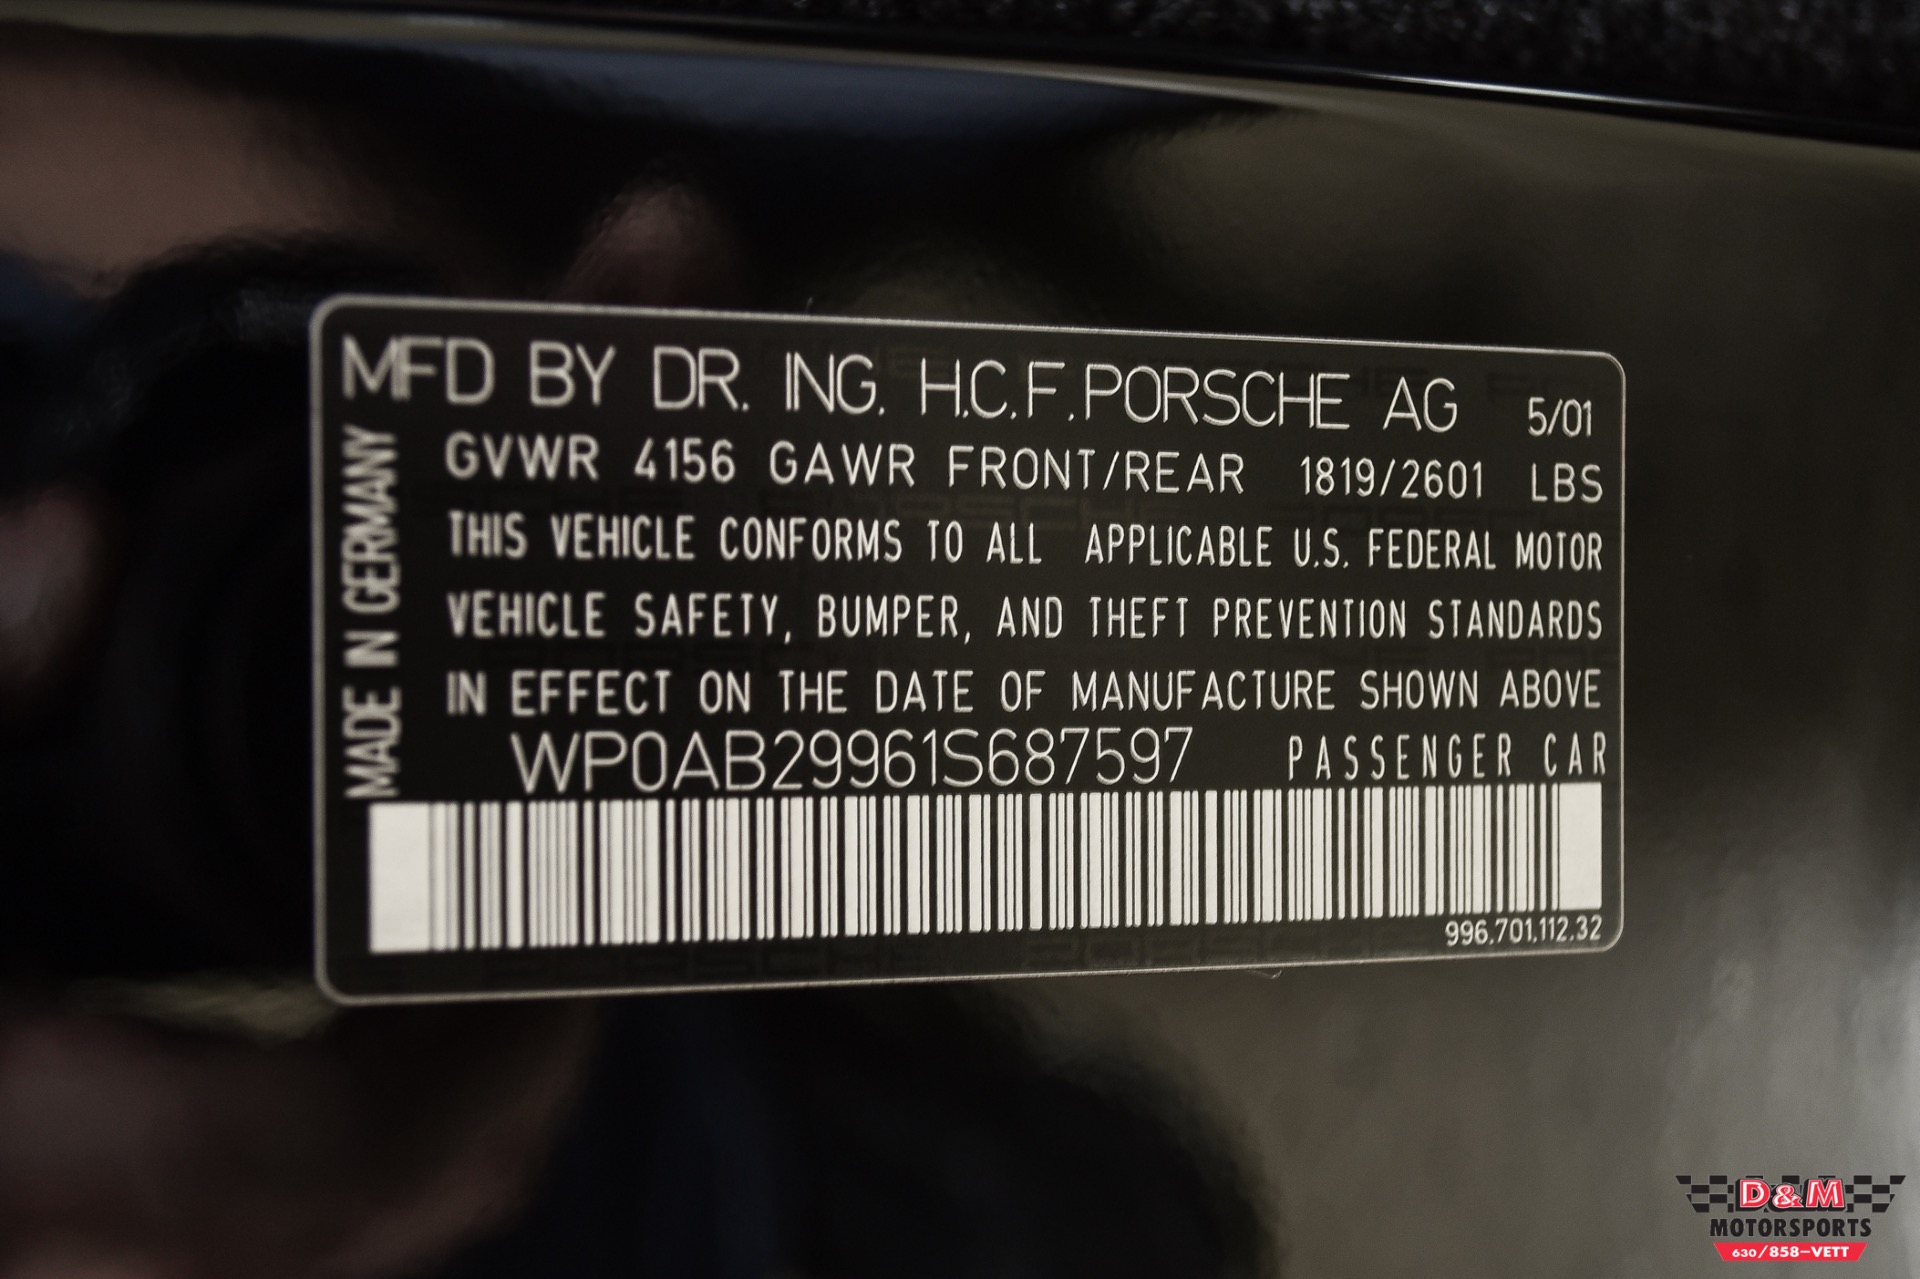 MFD BY DR. ING. H.C.F.PORSCHE AG 5/01
MADE IN GERMANY
GVWR 4156 GAWR FRONT/REAR 1819/2601 LBS
THIS VEHICLE CONFORMS TO ALL APPLICABLE U.S. FEDERAL MOTOR
VEHICLE SAFETY, BUMPER, AND THEFT PREVENTION STANDARDS
IN EFFECT ON THE DATE OF MANUFACTURE SHOWN ABOVE
WP0AB29961S687597 PASSENGER CAR
996.701.112.32
D&M
MOTORSPORTS
630/858-VETT